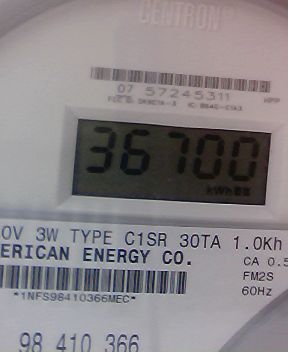 CENTRON
07 57245311
36700
kWh
0V 3W TYPE C1SR 30TA 1.0Kh
ERICAN ENERGY CO.
CA 0.5
FM2S
*1NFS98410366MEC*
60Hz
98 410 366